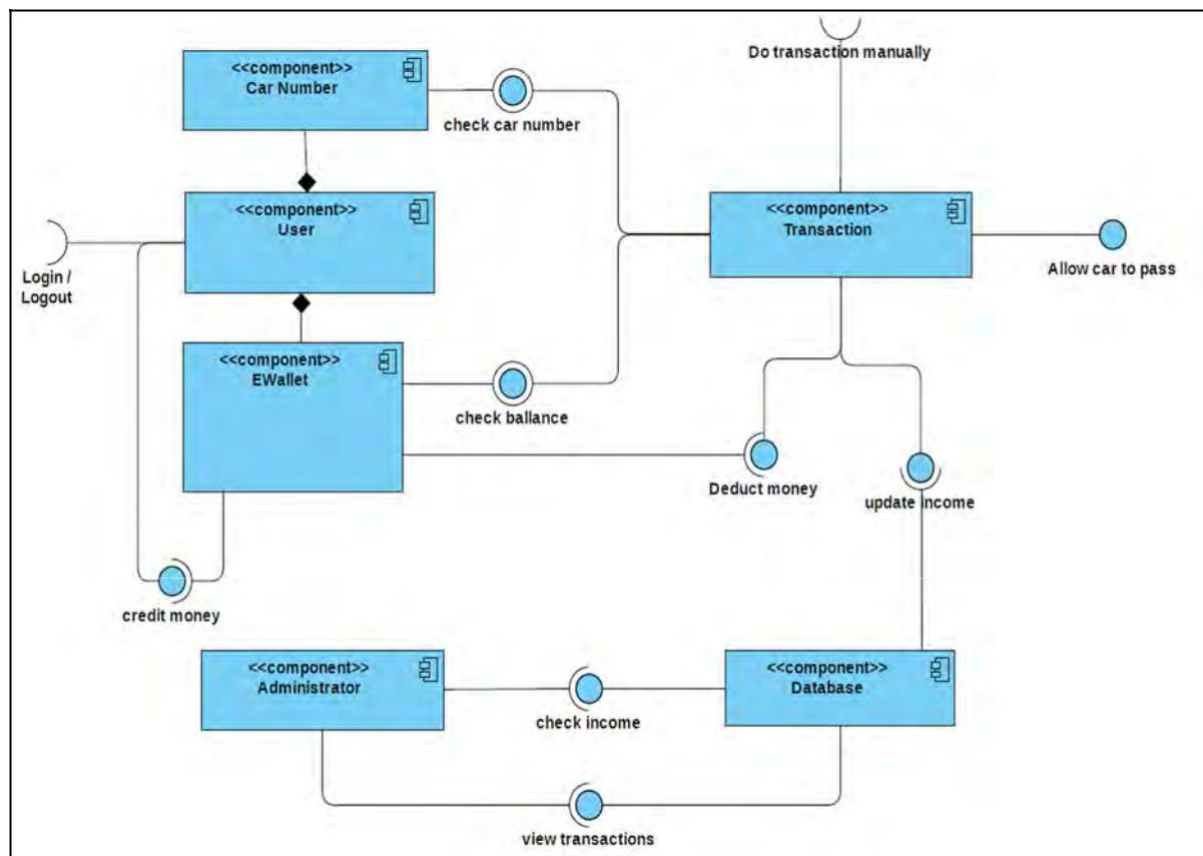 Do transaction manually
<<component>>
Car Number
check car number
<<component>>
User
<<component>>
Transaction
Login /
Logout
Allow car to pass
<<component>>
EWallet
check ballance
Deduct money
update income
credit money
<<component>>
Administrator
<<component>>
Database
check income
view transactions